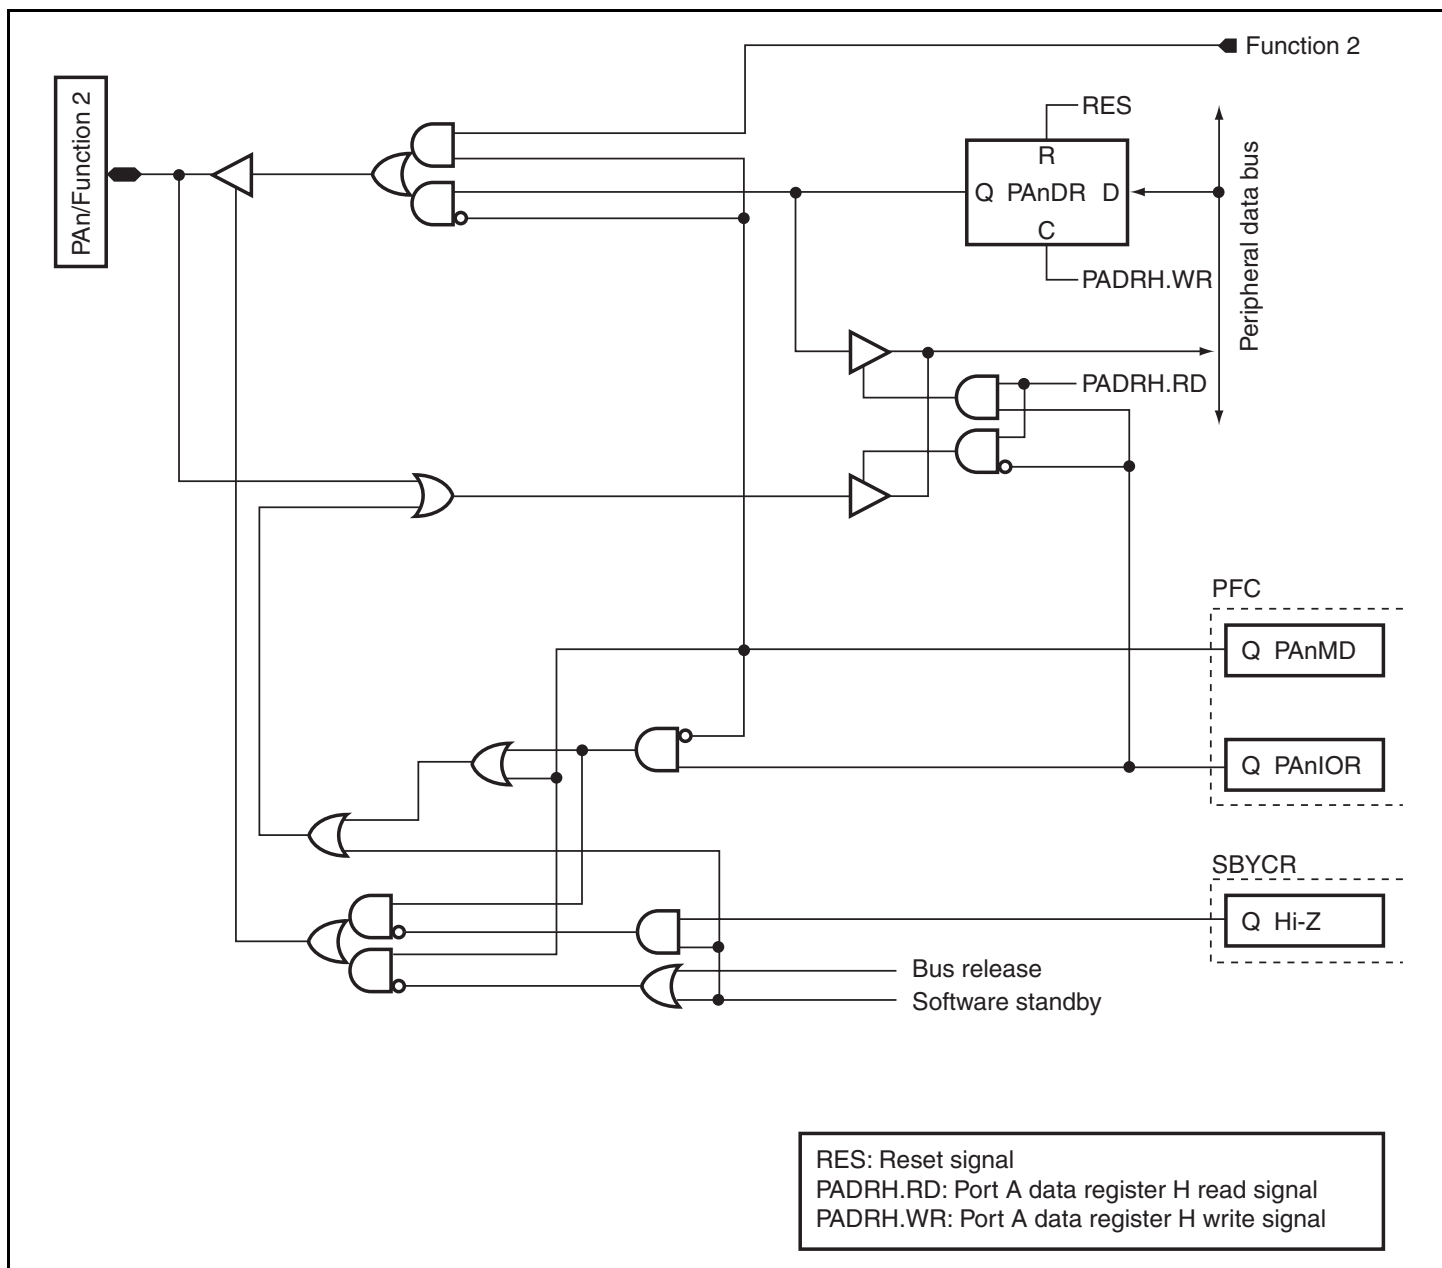 Function 2
PAn/Function 2
RES
R
Q PAnDR D
C
PADRH.WR
Peripheral data bus
PADRH.RD
PFC
Q PAnMD
Q PAnIOR
SBYCR
Q Hi-Z
Bus release
Software standby
RES: Reset signal
PADRH.RD: Port A data register H read signal
PADRH.WR: Port A data register H write signal